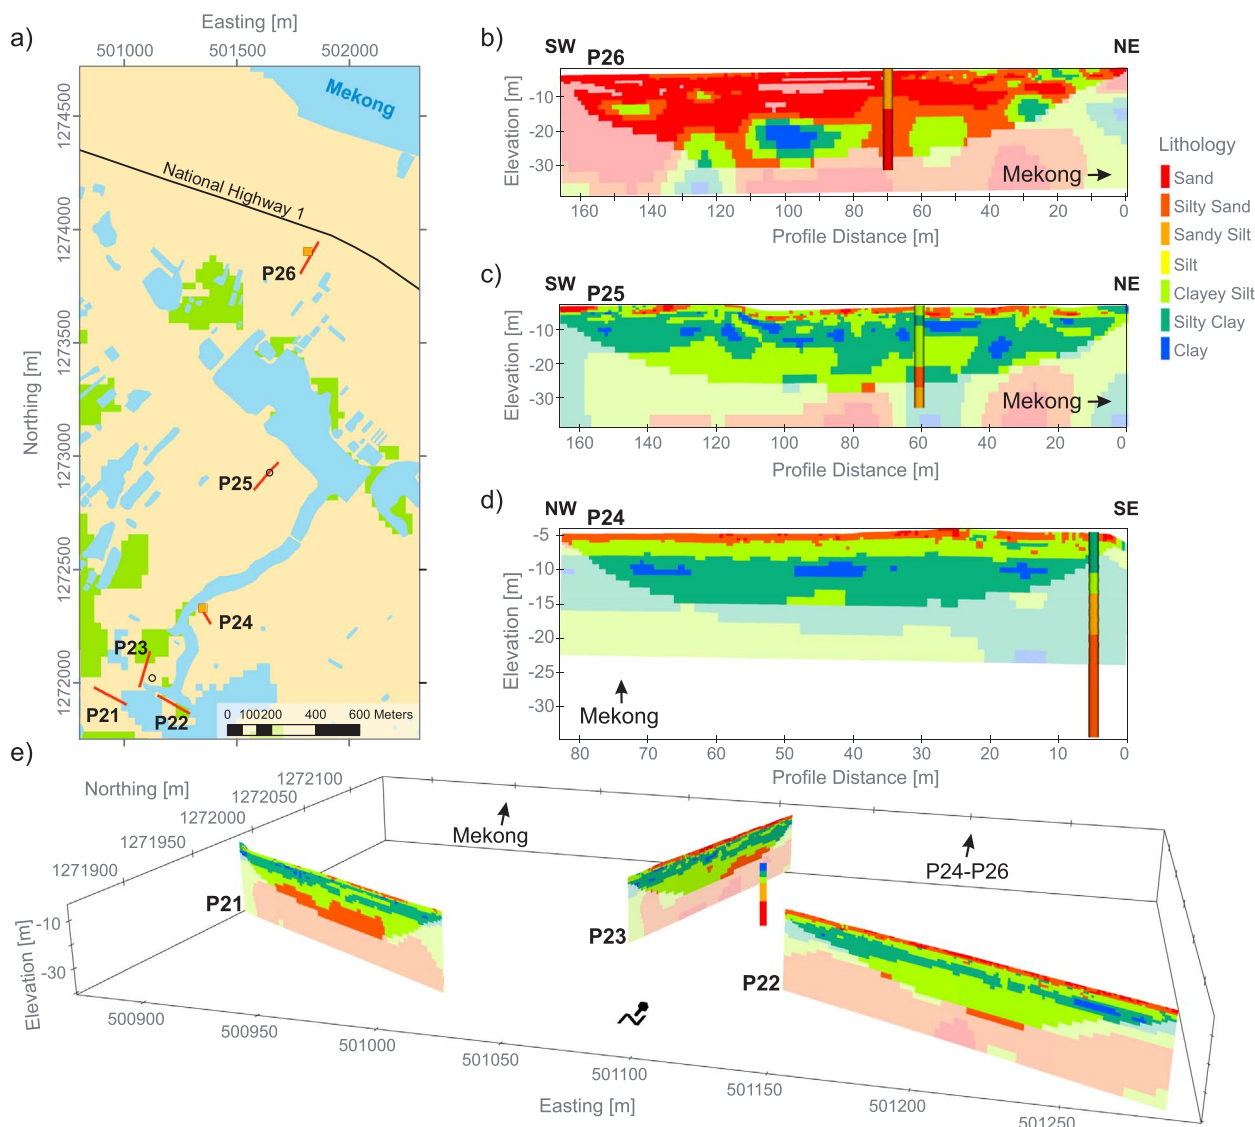 a)
Easting [m]
501000 501500 502000
Northing [m]
1274500
1274000
1273500
1273000
1272500
1272000
Mekong
National Highway 1
P26
P25
P24
P23
P21
P22
0 100 200 400 600 Meters
b)
SW P26 NE
Elevation [m]
-10
-20
-30
Mekong
160 140 120 100 80 60 40 20 0
Profile Distance [m]
Lithology
Sand
Silty Sand
Sandy Silt
Silt
Clayey Silt
Silty Clay
Clay
c)
SW P25 NE
Elevation [m]
-10
-20
-30
Mekong
160 140 120 100 80 60 40 20 0
Profile Distance [m]
d)
NW P24 SE
Elevation [m]
-5
-10
-15
-20
-25
-30
Mekong
80 70 60 50 40 30 20 10 0
Profile Distance [m]
e)
Northing [m]
1272100
1272050
1272000
1271950
1271900
Mekong
P24-P26
P21
P23
P22
Elevation [m]
-10
-30
500900 500950 501000 501050 501100 501150 501200 501250
Easting [m]